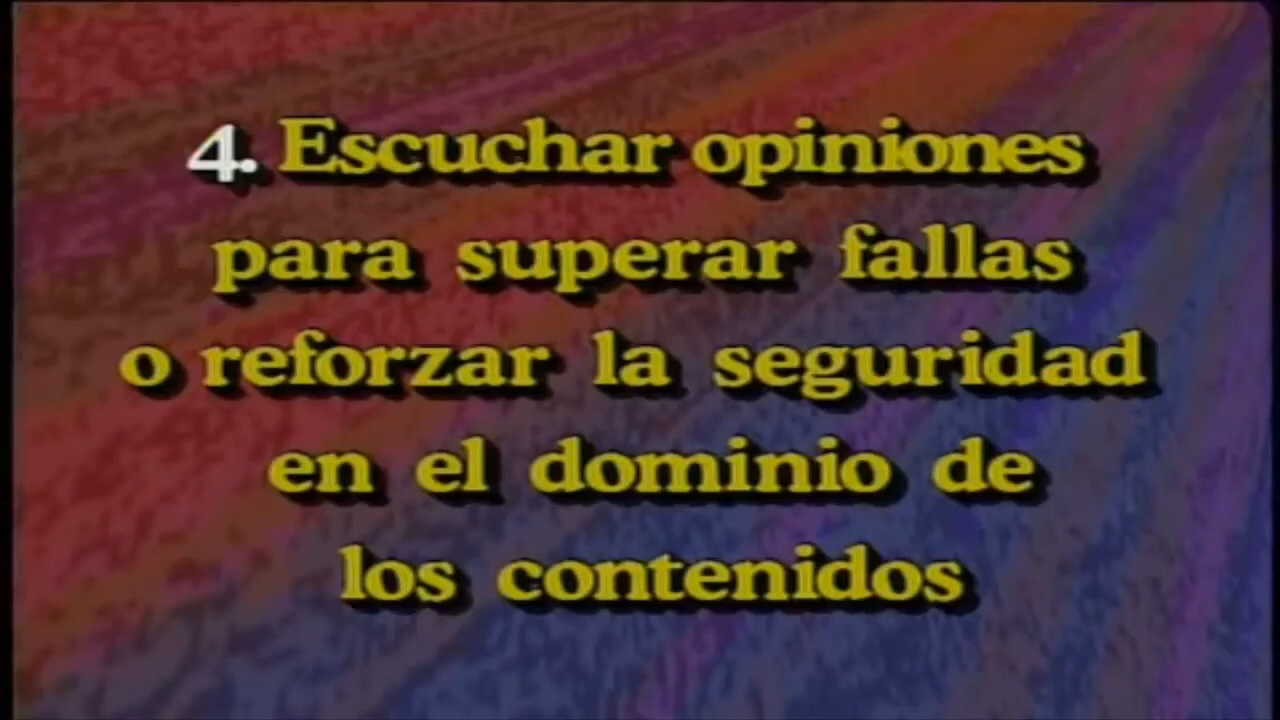 4. Escuchar opiniones
para superar fallas
o reforzar la seguridad
en el dominio de
los contenidos